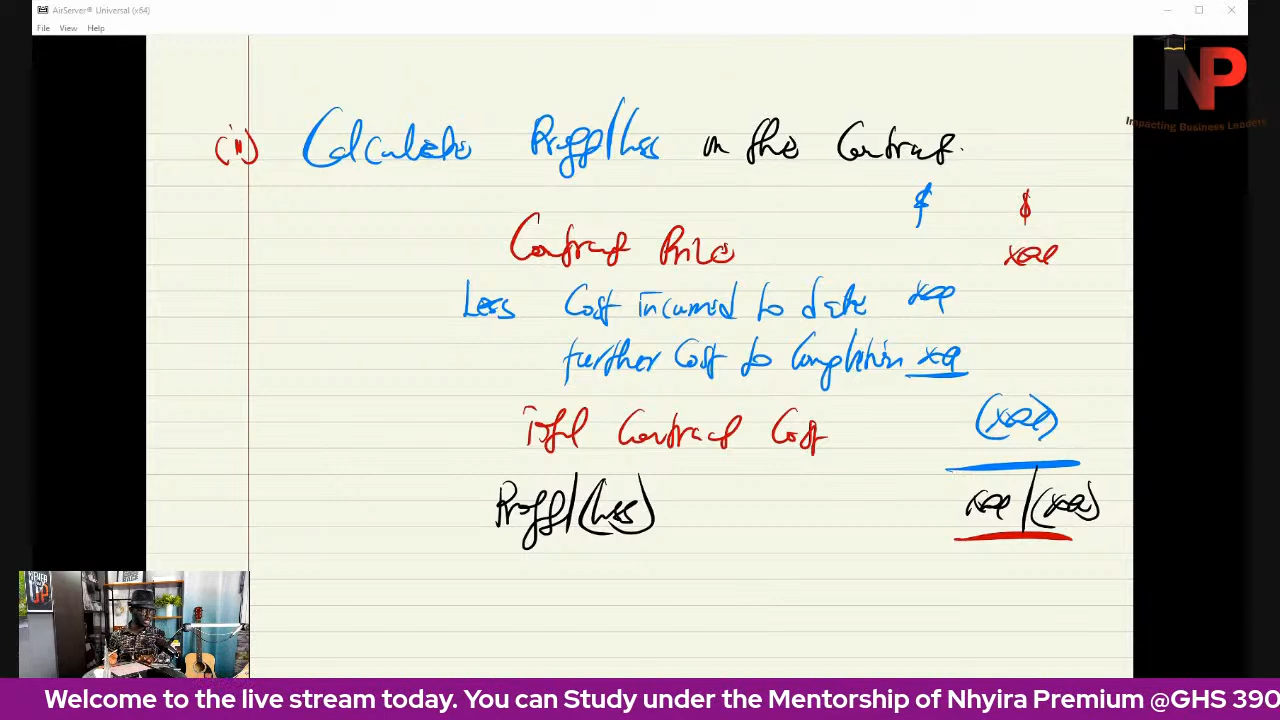 AirServer® Universal (x64)
File View Help
NP
Impacting Business Leaders
(ii) Calculate Profit/Loss on the Contract.
$ $
Contract Price xxx
Less Cost incurred to date xxx
further Cost to Completion xx
Total Contract Cost (xxx)
Profit/(Loss) xxx/(xxx)
Welcome to the live stream today. You can Study under the Mentorship of Nhyira Premium @GHS 390